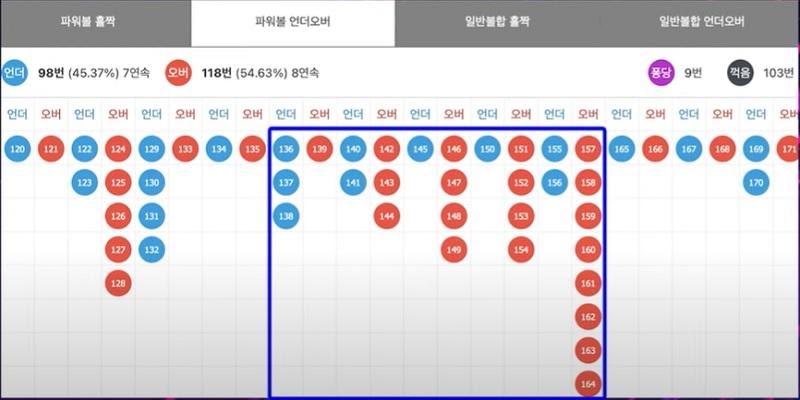 파워볼 홀짝 파워볼 언더오버 일반볼합 홀짝 일반볼합 언더오버
언더 98번 (45.37%) 7연속 오버 118번 (54.63%) 8연속 퐁당 9번 꺽음 103번
언더 오버 언더 오버 언더 오버 언더 오버 언더 오버 언더 오버 언더 오버 언더 오버 언더 오버 언더 오버 언더 오버 언더 오버
120 121 122 124 129 133 134 135 136 139 140 142 145 146 150 151 155 157 165 166 167 168 169 171
123 125 130 137 141 143 147 152 156 158 170
126 131 138 144 148 153 159
127 132 149 154 160
128 161
162
163
164